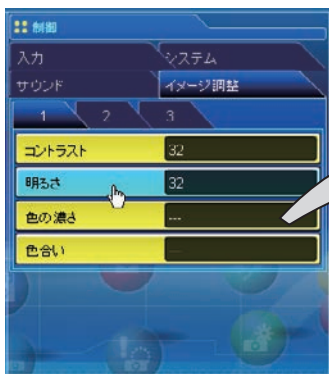 制御
入力 システム
サウンド イメージ調整
1 2 3
コントラスト 32
明るさ 32
色の濃さ ---
色合い ---